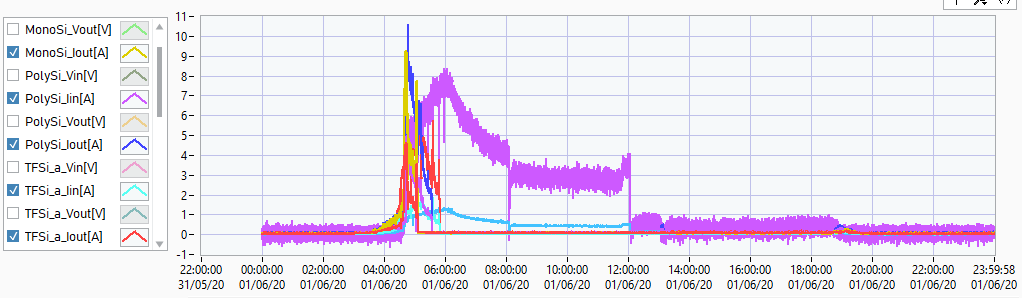 MonoSi_Vout[V]
MonoSi_Iout[A]
PolySi_Vin[V]
PolySi_Iin[A]
PolySi_Vout[V]
PolySi_Iout[A]
TFSi_a_Vin[V]
TFSi_a_Iin[A]
TFSi_a_Vout[V]
TFSi_a_Iout[A]
11
10
9
8
7
6
5
4
3
2
1
0
-1
22:00:00 00:00:00 02:00:00 04:00:00 06:00:00 08:00:00 10:00:00 12:00:00 14:00:00 16:00:00 18:00:00 20:00:00 22:00:00 23:59:58
31/05/20 01/06/20 01/06/20 01/06/20 01/06/20 01/06/20 01/06/20 01/06/20 01/06/20 01/06/20 01/06/20 01/06/20 01/06/20 01/06/20